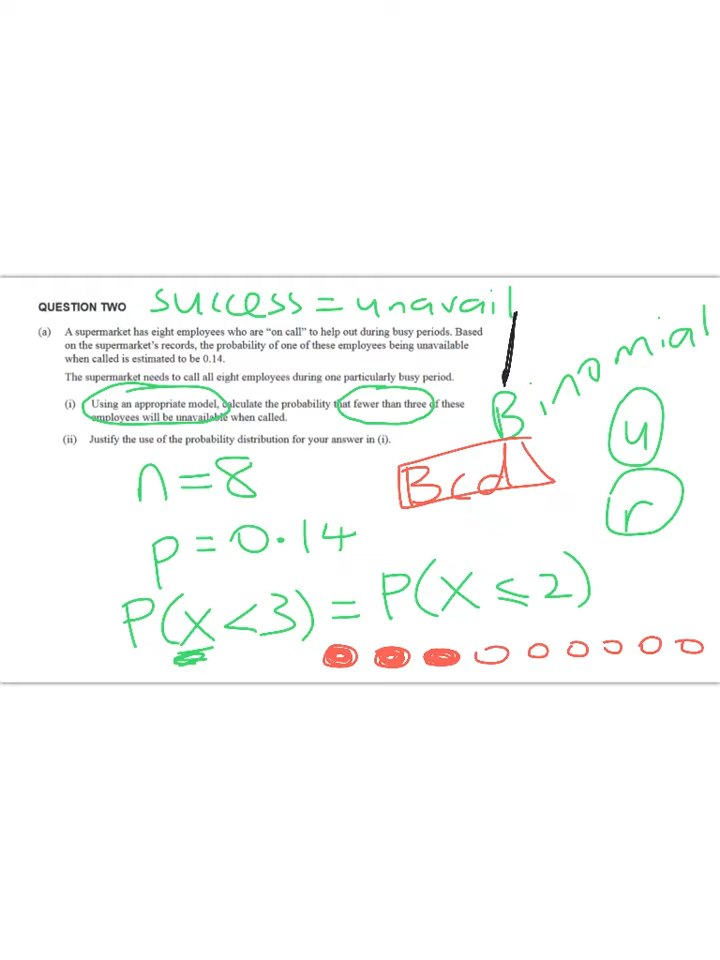 QUESTION TWO success = unavail
(a) A supermarket has eight employees who are "on call" to help out during busy periods. Based
on the supermarket's records, the probability of one of these employees being unavailable
when called is estimated to be 0.14.
The supermarket needs to call all eight employees during one particularly busy period.
(i) Using an appropriate model, calculate the probability that fewer than three of these
employees will be unavailable when called.
(ii) Justify the use of the probability distribution for your answer in (i).
Binomial
u
r
Bcd
n = 8
p = 0.14
P(X < 3) = P(X ≤ 2)